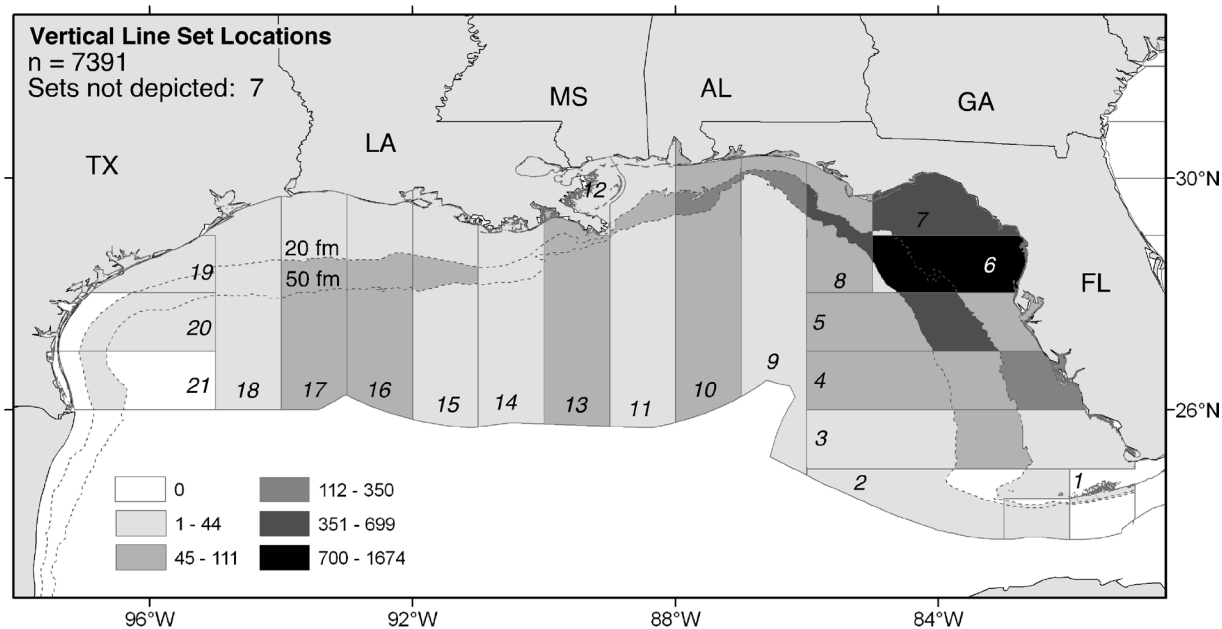 Vertical Line Set Locations
n = 7391
Sets not depicted: 7
MS
AL
GA
LA
TX
12
30°N
7
20 fm
19
6
50 fm
8
FL
20
5
9
21
18
17
16
15
14
13
11
10
4
26°N
3
2
1
0
112 - 350
1 - 44
351 - 699
45 - 111
700 - 1674
96°W
92°W
88°W
84°W